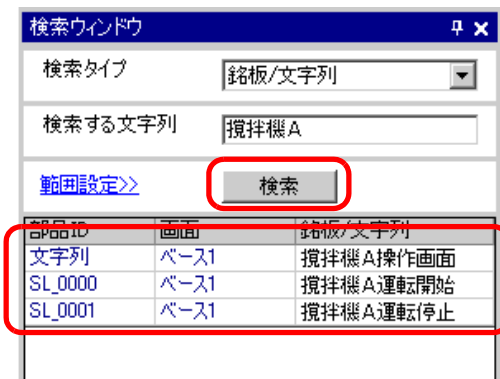 検索ウィンドウ
検索タイプ 銘板/文字列
検索する文字列 撹拌機A
範囲設定>> 検索
部品ID 画面 銘板/文字列
文字列 ベース1 撹拌機A操作画面
SL_0000 ベース1 撹拌機A運転開始
SL_0001 ベース1 撹拌機A運転停止